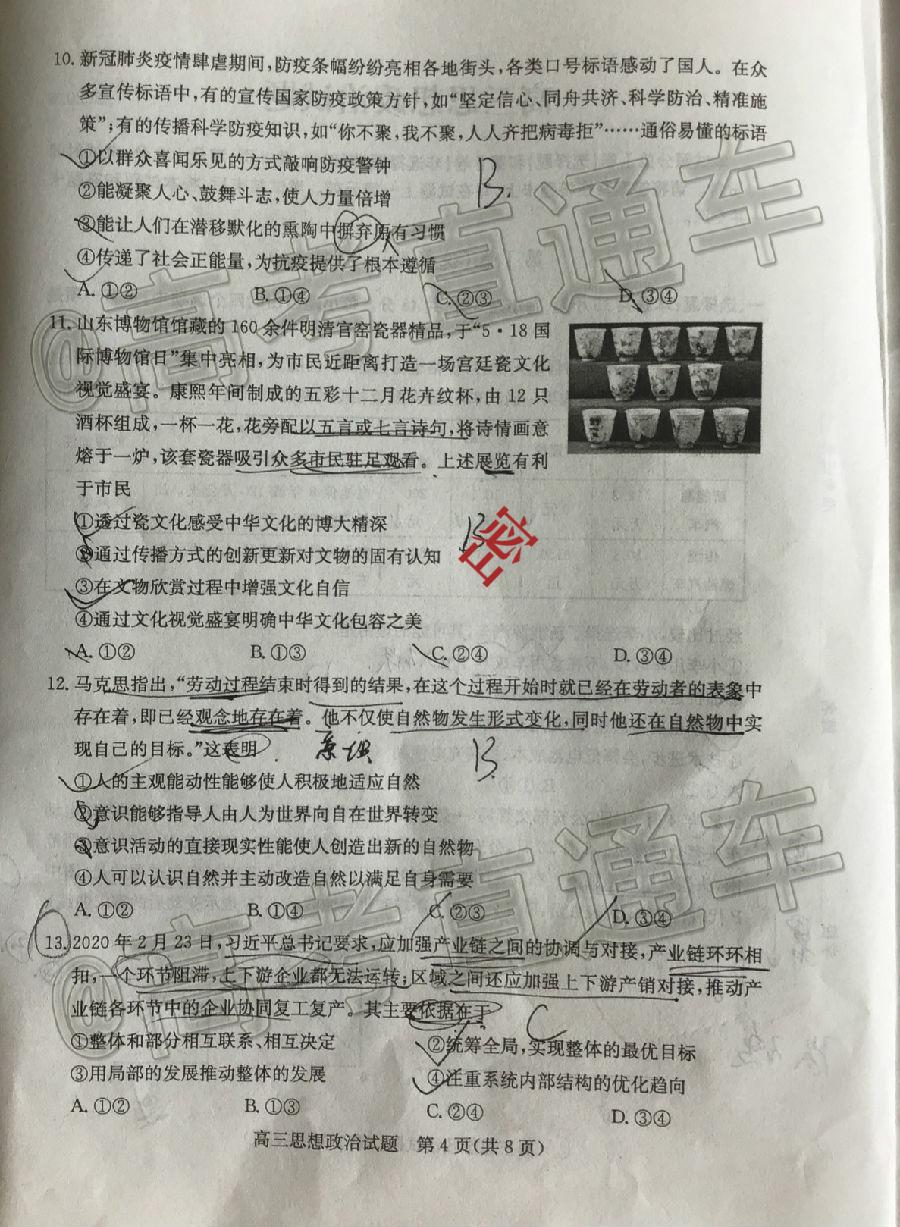 10. 新冠肺炎疫情肆虐期间，防疫条幅纷纷亮相各地街头，各类口号标语感动了国人。在众
多宣传标语中，有的宣传国家防疫政策方针，如“坚定信心、同舟共济、科学防治、精准施
策”；有的传播科学防疫知识，如“你不聚，我不聚，人人齐把病毒拒”……通俗易懂的标语
①以群众喜闻乐见的方式敲响防疫警钟
②能凝聚人心、鼓舞斗志，使人力量倍增
B.
③能让人们在潜移默化的熏陶中摒弃原有习惯
④传递了社会正能量，为抗疫提供了根本遵循
A. ①② B. ①④ C. ②③ D. ③④
11. 山东博物馆馆藏的 160 余件明清官窑瓷器精品，于“5·18 国
际博物馆日”集中亮相，为市民近距离打造一场宫廷瓷文化
视觉盛宴。康熙年间制成的五彩十二月花卉纹杯，由 12 只
酒杯组成，一杯一花，花旁配以五言或七言诗句，将诗情画意
熔于一炉，该套瓷器吸引众多市民驻足观看。上述展览有利
于市民
①透过瓷文化感受中华文化的博大精深
B
密
②通过传播方式的创新更新对文物的固有认知
③在文物欣赏过程中增强文化自信
④通过文化视觉盛宴明确中华文化包容之美
A. ①② B. ①③ C. ②④ D. ③④
12. 马克思指出，“劳动过程结束时得到的结果，在这个过程开始时就已经在劳动者的表象中
存在着，即已经观念地存在着。他不仅使自然物发生形式变化，同时他还在自然物中实
现自己的目标。”这表明
B.
①人的主观能动性能够使人积极地适应自然
②意识能够指导人由人为世界向自在世界转变
③意识活动的直接现实性能使人创造出新的自然物
④人可以认识自然并主动改造自然以满足自身需要
A. ①② B. ①④ C. ②③ D. ③④
13. 2020 年 2 月 23 日，习近平总书记要求，应加强产业链之间的协调与对接，产业链环环相
扣，一个环节阻滞，上下游企业都无法运转；区域之间还应加强上下游产销对接，推动产
业链各环节中的企业协同复工复产。其主要依据在于
C
①整体和部分相互联系、相互决定 ②统筹全局，实现整体的最优目标
③用局部的发展推动整体的发展 ④注重系统内部结构的优化趋向
A. ①② B. ①③ C. ②④ D. ③④
高三思想政治试题 第 4 页（共 8 页）
@高考直通车
@高考直通车